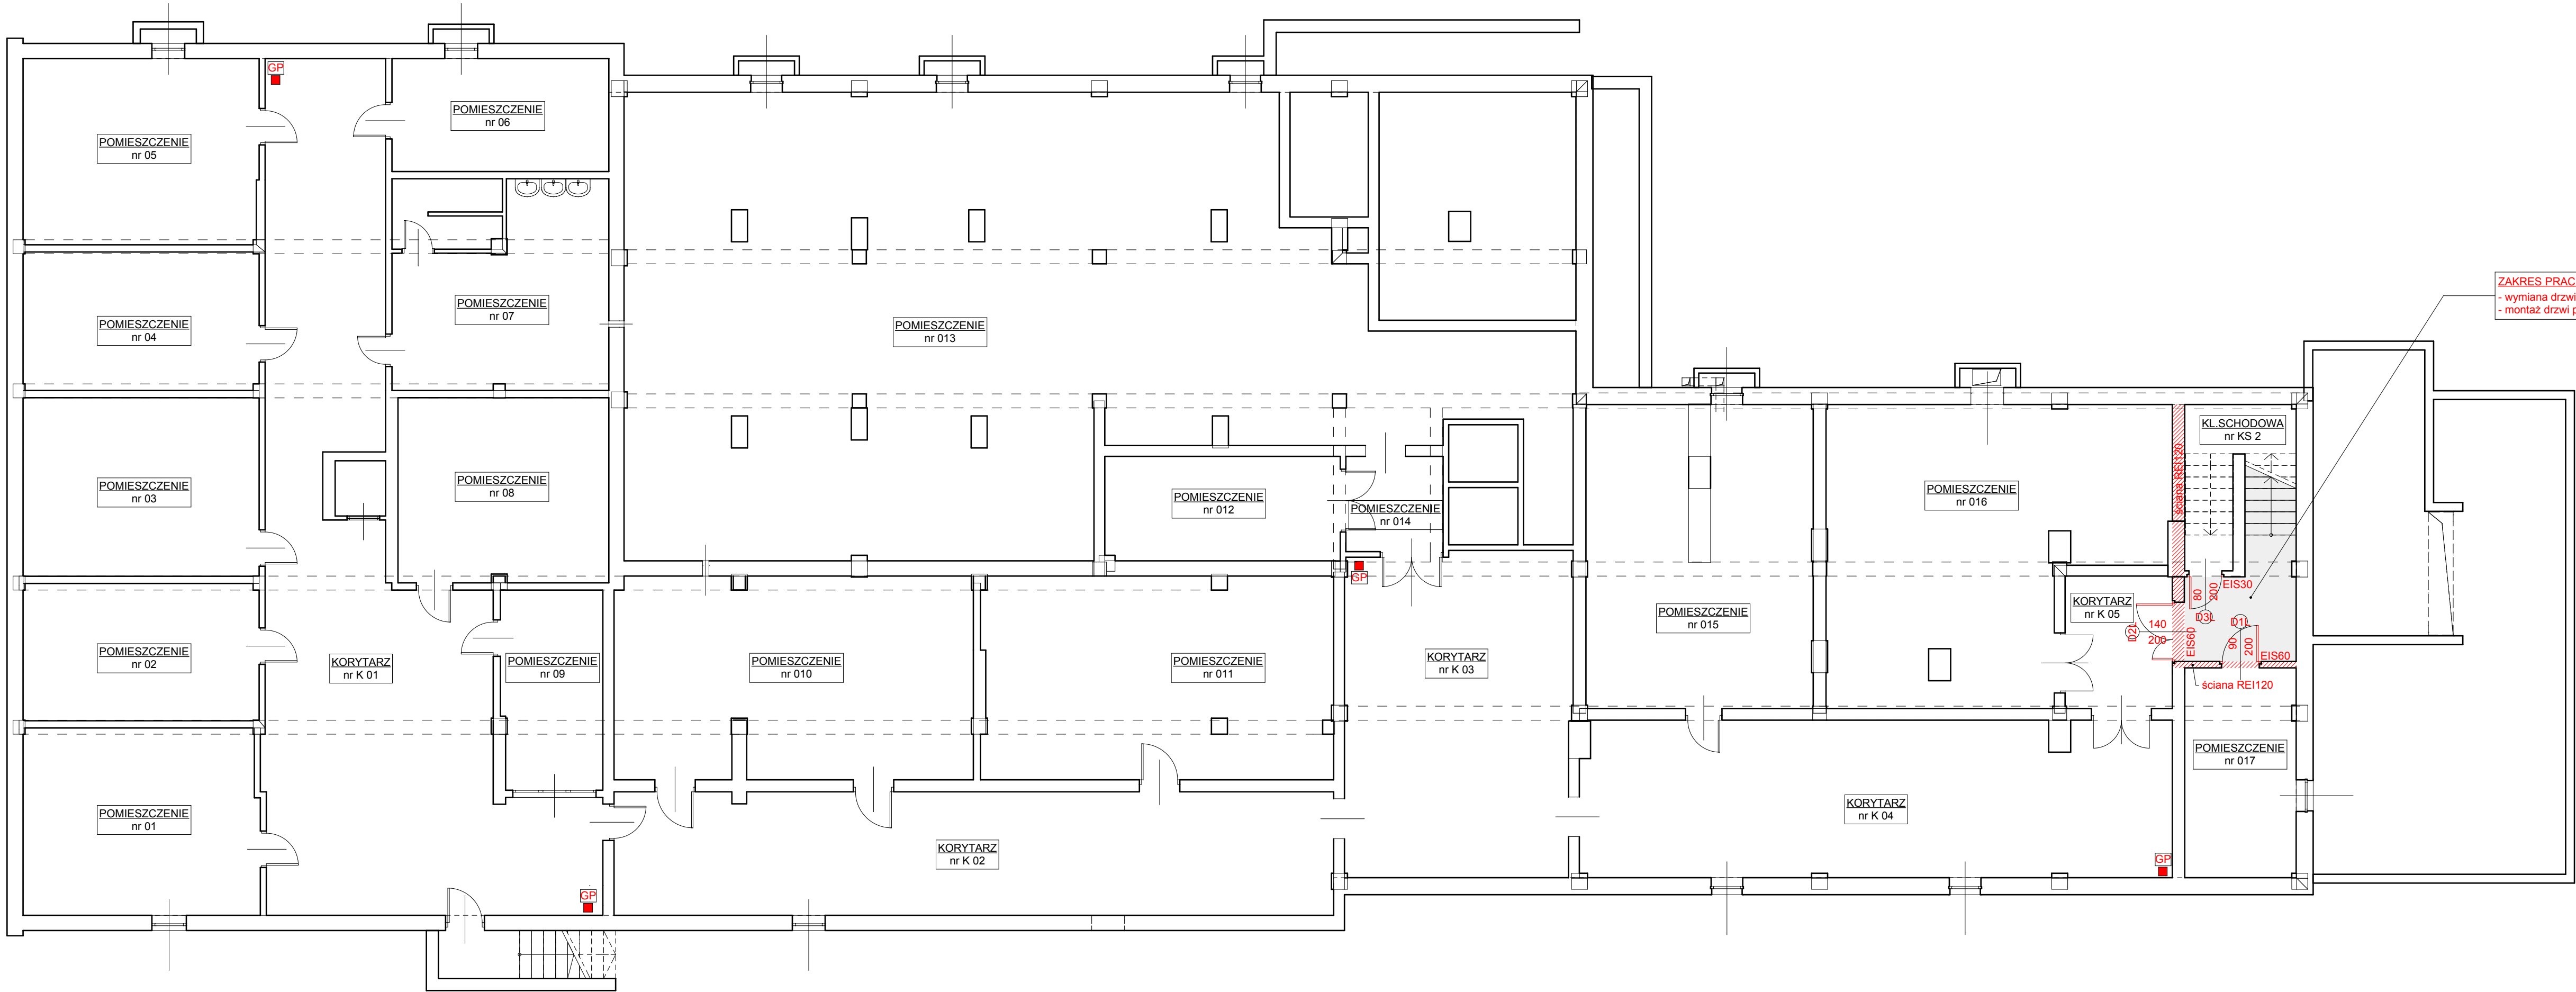 GP
POMIESZCZENIE
nr 05
POMIESZCZENIE
nr 06
POMIESZCZENIE
nr 04
POMIESZCZENIE
nr 07
POMIESZCZENIE
nr 013
ZAKRES PRAC
- wymiana drzwi
- montaż drzwi p
POMIESZCZENIE
nr 03
POMIESZCZENIE
nr 08
POMIESZCZENIE
nr 012
POMIESZCZENIE
nr 014
POMIESZCZENIE
nr 016
KL.SCHODOWA
nr KS 2
ściana REI120
GP
POMIESZCZENIE
nr 02
KORYTARZ
nr K 01
POMIESZCZENIE
nr 09
POMIESZCZENIE
nr 010
POMIESZCZENIE
nr 011
KORYTARZ
nr K 03
POMIESZCZENIE
nr 015
KORYTARZ
nr K 05
EIS30
80
200
D3L
D1L
D2L
140
200
EIS60
90
200
EIS60
ściana REI120
POMIESZCZENIE
nr 017
POMIESZCZENIE
nr 01
KORYTARZ
nr K 02
KORYTARZ
nr K 04
GP
GP